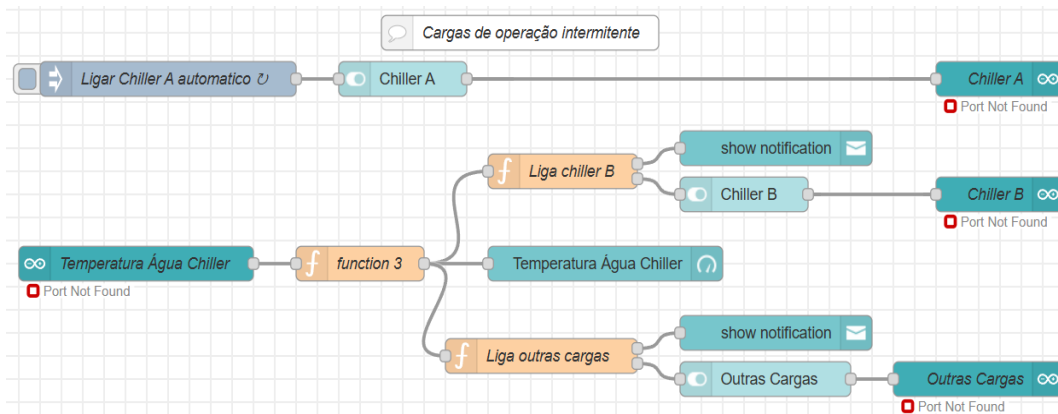 Cargas de operação intermitente
Ligar Chiller A automatico ↻
Chiller A
Chiller A
Port Not Found
Liga chiller B
show notification
Chiller B
Chiller B
Port Not Found
Temperatura Água Chiller
Port Not Found
function 3
Temperatura Água Chiller
Liga outras cargas
show notification
Outras Cargas
Outras Cargas
Port Not Found